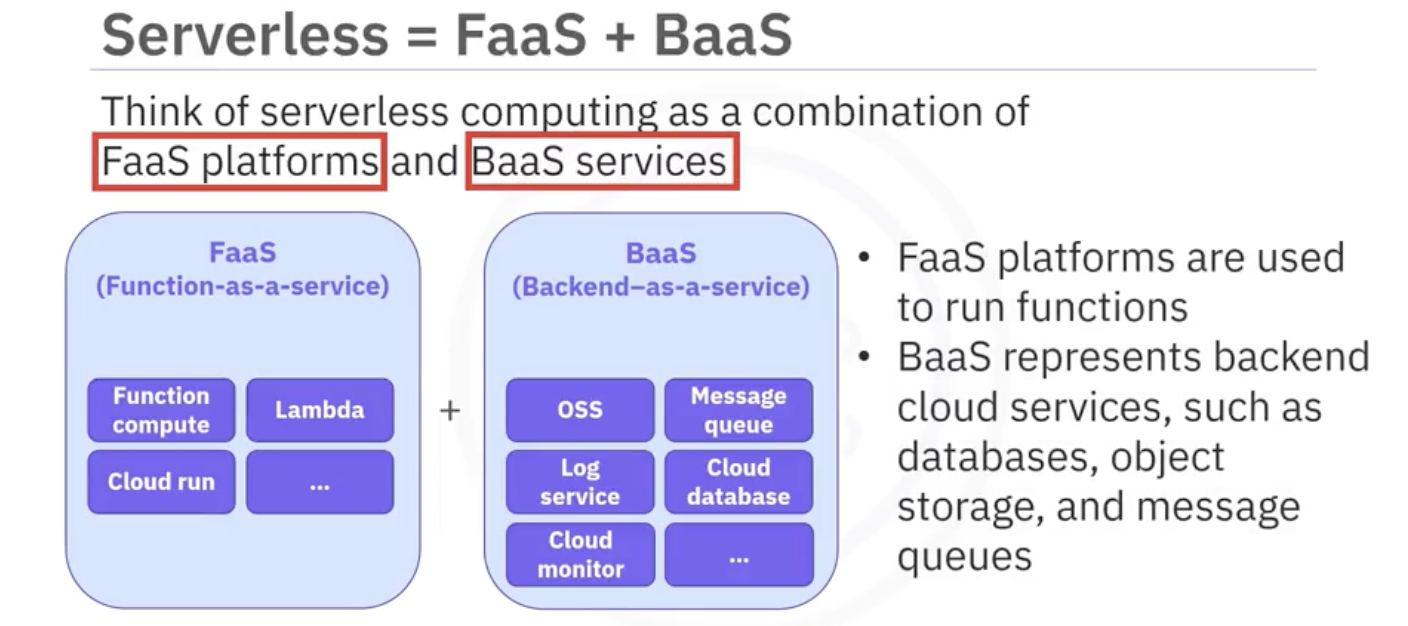 Serverless = FaaS + BaaS
Think of serverless computing as a combination of
FaaS platforms and BaaS services
FaaS
(Function-as-a-service)
Function
compute
Lambda
Cloud run
...
+
BaaS
(Backend–as-a-service)
OSS
Message
queue
Log
service
Cloud
database
Cloud
monitor
...
• FaaS platforms are used
to run functions
• BaaS represents backend
cloud services, such as
databases, object
storage, and message
queues